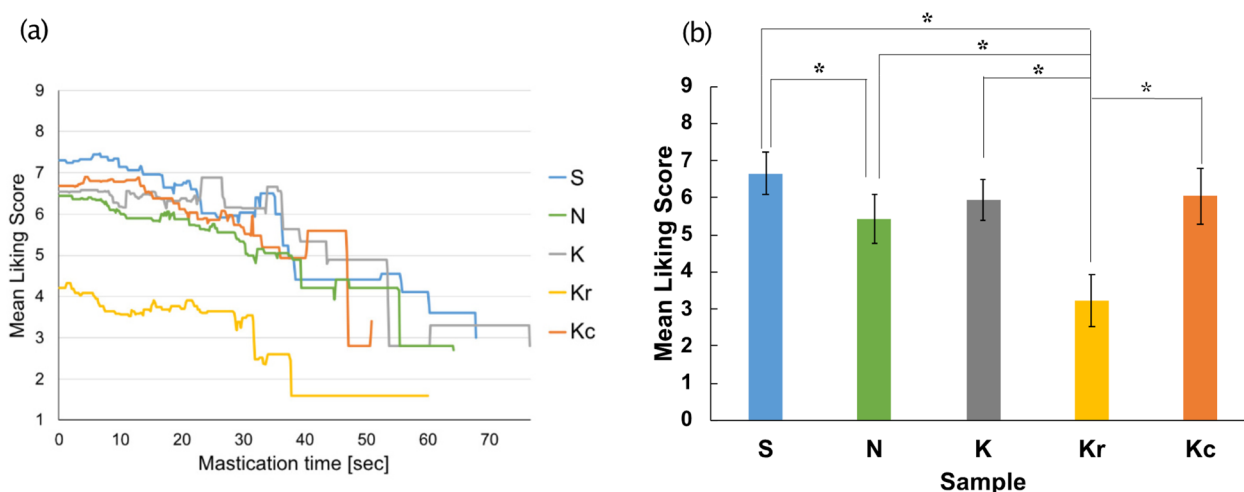 (a)
9
8
7
6
5
4
3
2
1
Mean Liking Score
0 10 20 30 40 50 60 70
Mastication time [sec]
S
N
K
Kr
Kc
(b)
*
*
* * *
9
8
7
6
5
4
3
2
1
0
Mean Liking Score
S N K Kr Kc
Sample